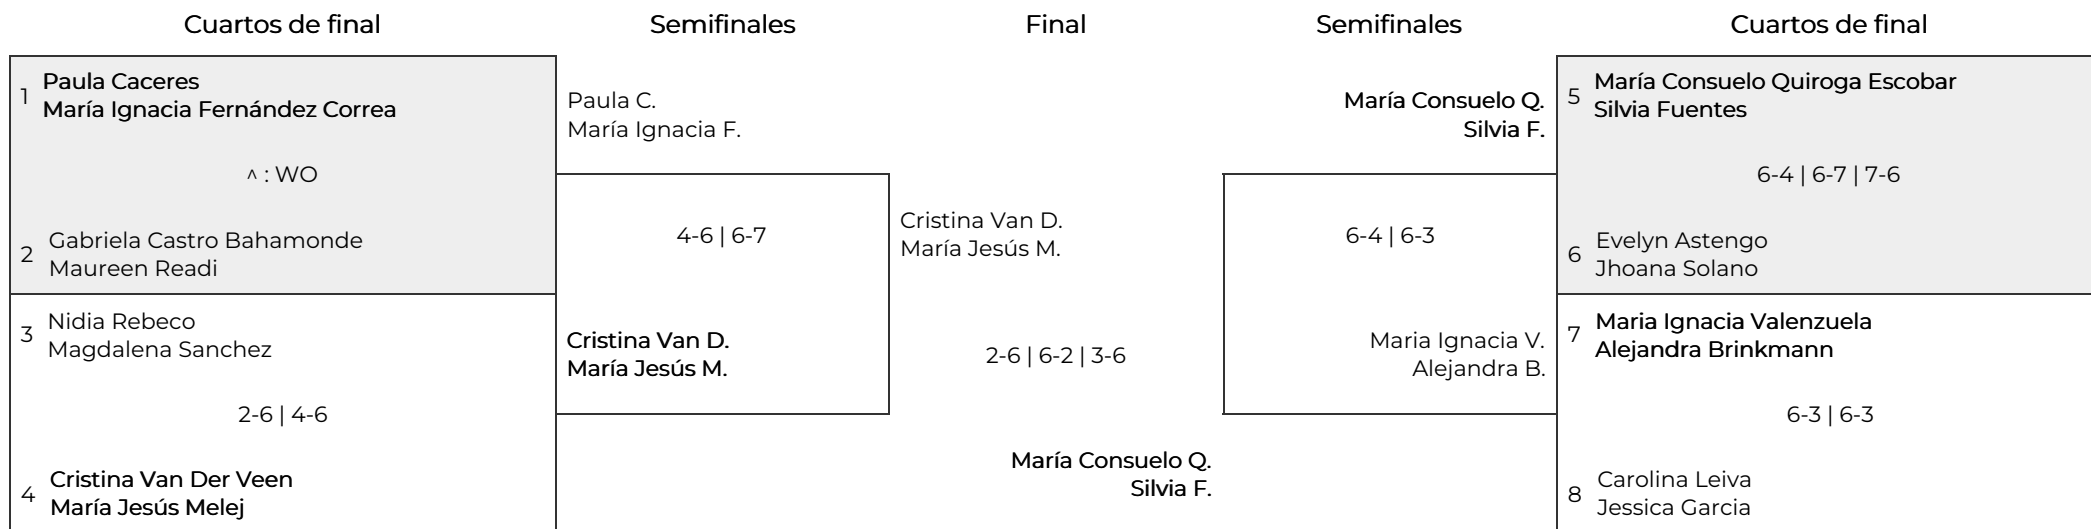 Cuartos de final
Semifinales
Final
Semifinales
Cuartos de final
1
Paula Caceres
María Ignacia Fernández Correa
^ : WO
2
Gabriela Castro Bahamonde
Maureen Readi
3
Nidia Rebeco
Magdalena Sanchez
2-6 | 4-6
4
Cristina Van Der Veen
María Jesús Melej
Paula C.
María Ignacia F.
4-6 | 6-7
Cristina Van D.
María Jesús M.
Cristina Van D.
María Jesús M.
2-6 | 6-2 | 3-6
María Consuelo Q.
Silvia F.
María Consuelo Q.
Silvia F.
6-4 | 6-3
Maria Ignacia V.
Alejandra B.
5
María Consuelo Quiroga Escobar
Silvia Fuentes
6-4 | 6-7 | 7-6
6
Evelyn Astengo
Jhoana Solano
7
Maria Ignacia Valenzuela
Alejandra Brinkmann
6-3 | 6-3
8
Carolina Leiva
Jessica Garcia